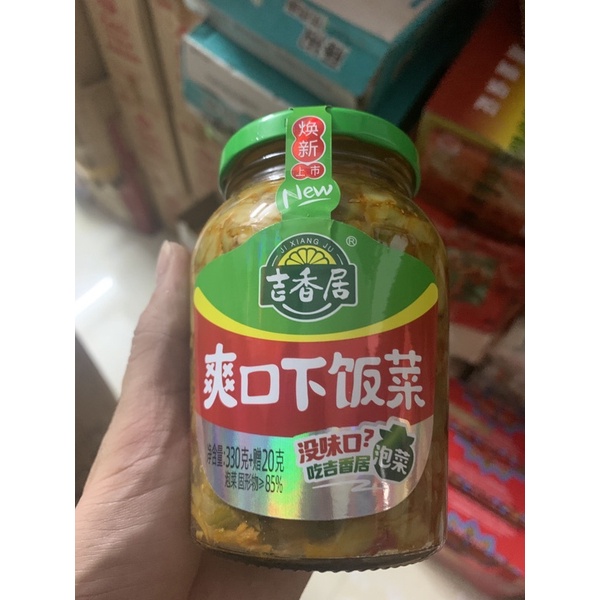 焕新
上市
New
JI XIANG JU
®
吉香居
爽口下饭菜
净含量:330克+赠20克
泡菜固形物≥85%
没味口?
吃吉香居
泡菜